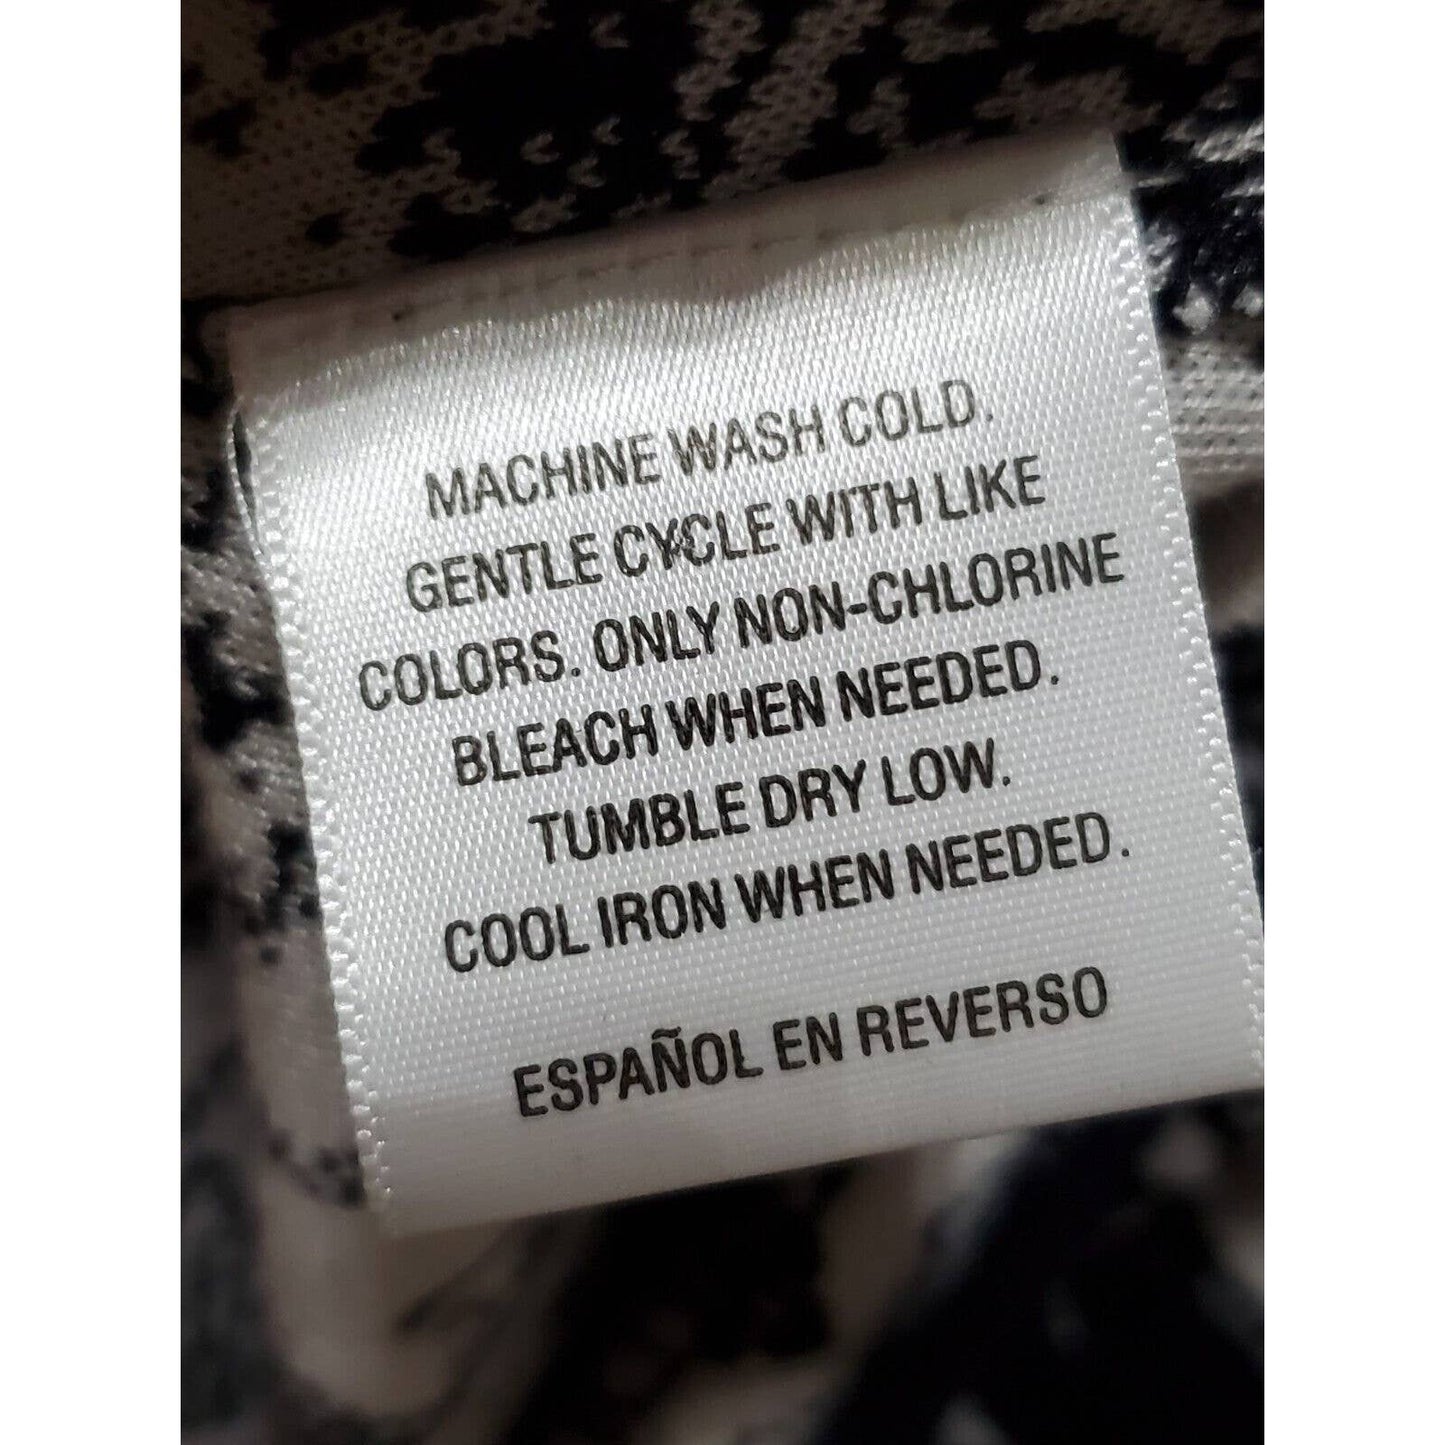 MACHINE WASH COLD.
GENTLE CYCLE WITH LIKE
COLORS. ONLY NON-CHLORINE
BLEACH WHEN NEEDED.
TUMBLE DRY LOW.
COOL IRON WHEN NEEDED.
ESPAÑOL EN REVERSO